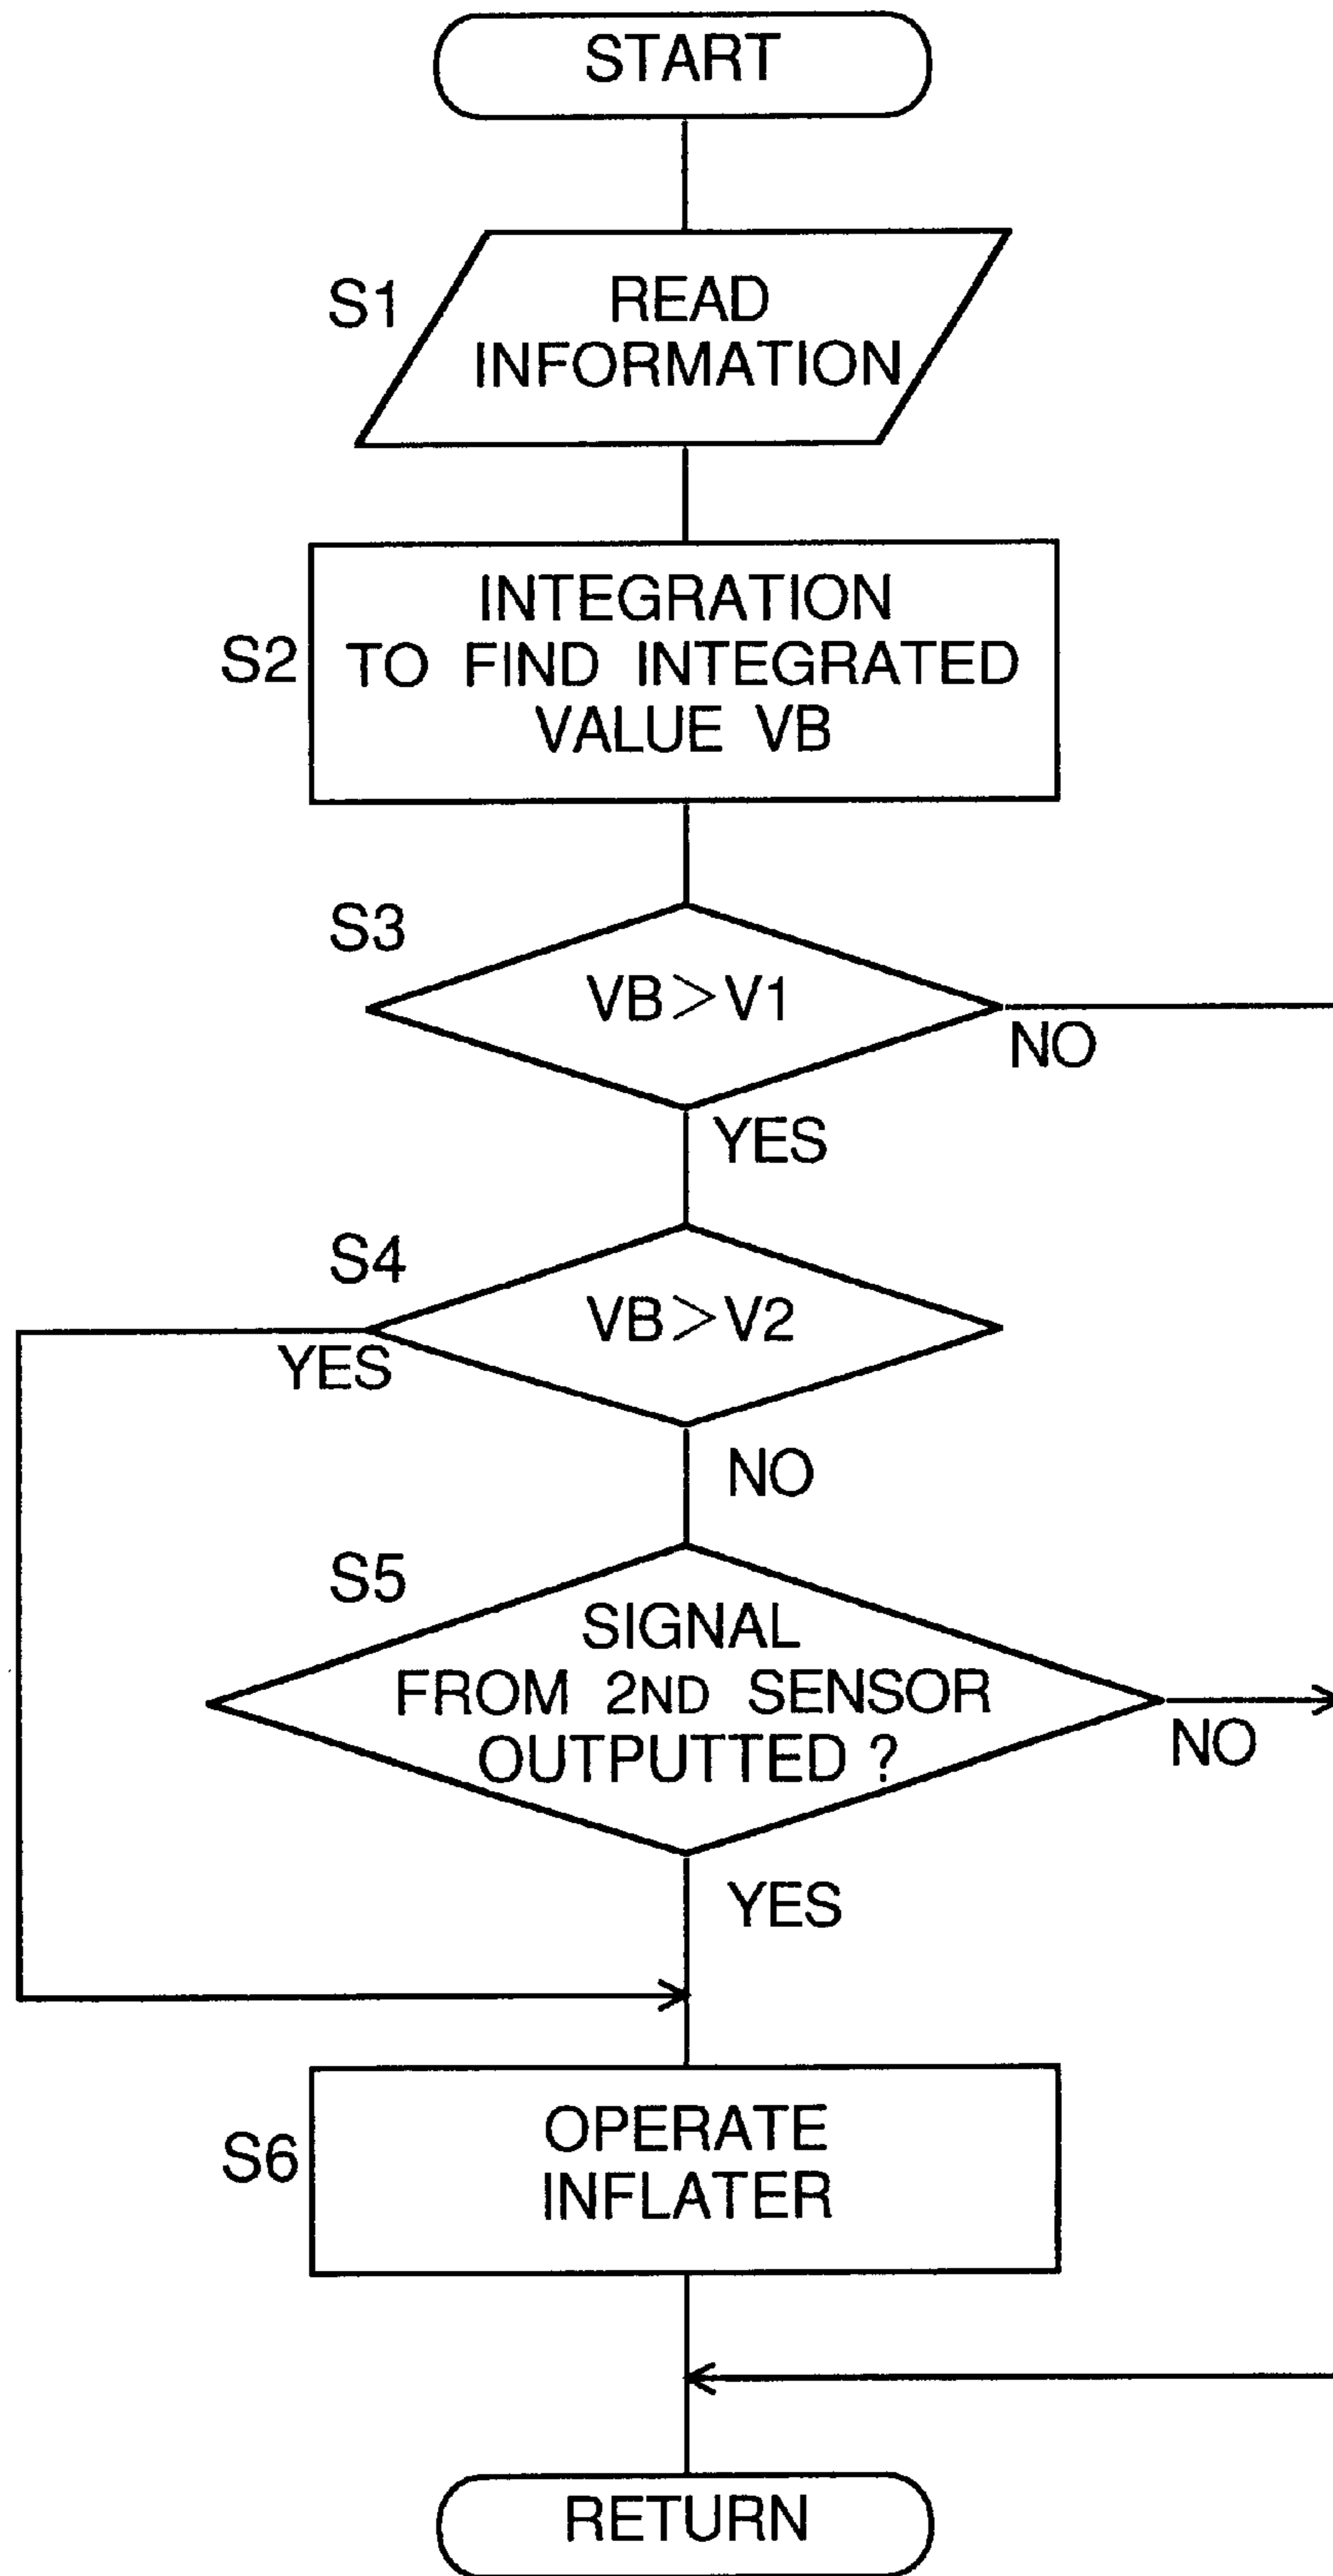 START
S1
READ
INFORMATION
S2
INTEGRATION
TO FIND INTEGRATED
VALUE VB
S3
VB>V1
NO
YES
S4
VB>V2
YES
NO
S5
SIGNAL
FROM 2ND SENSOR
OUTPUTTED ?
NO
YES
S6
OPERATE
INFLATER
RETURN